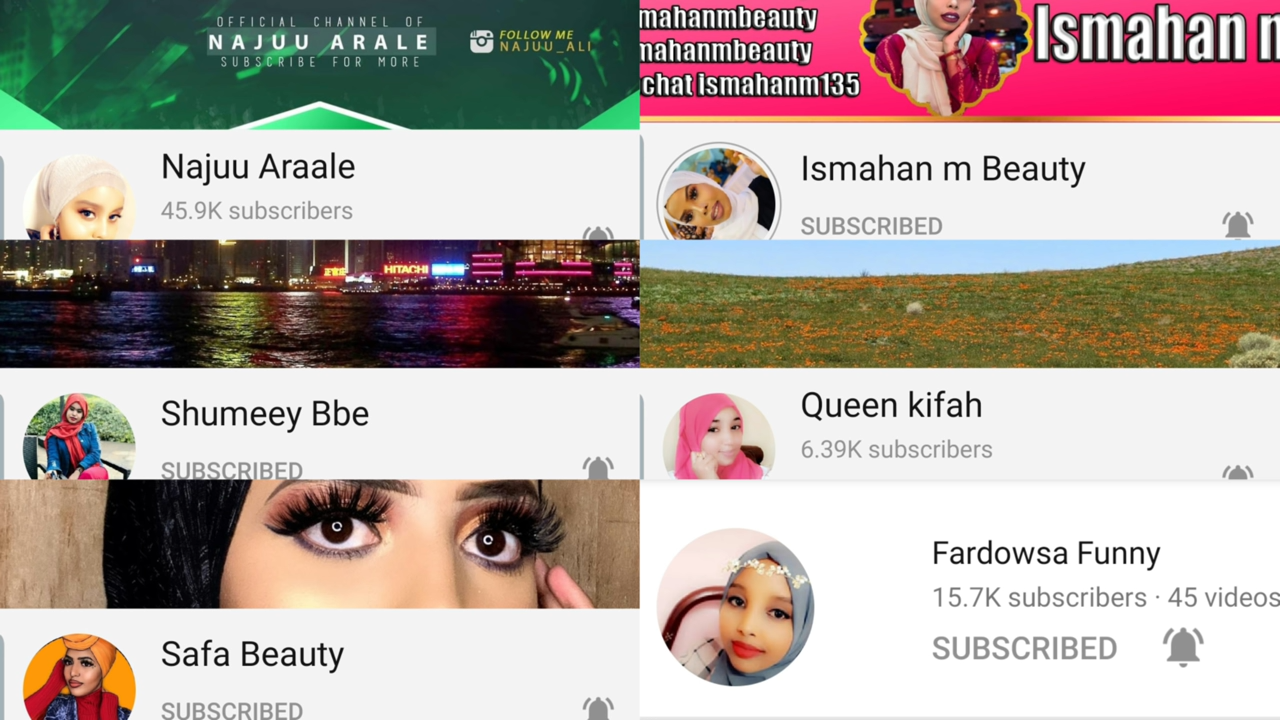 OFFICIAL CHANNEL OF
NAJUU ARALE
SUBSCRIBE FOR MORE
FOLLOW ME
NAJUU_ALI
Najuu Araale
45.9K subscribers
mahanmbeauty
mahanmbeauty
chat Ismahanm135
Ismahan m
Ismahan m Beauty
SUBSCRIBED
HITACHI
Shumeey Bbe
SUBSCRIBED
Queen kifah
6.39K subscribers
Safa Beauty
SUBSCRIBED
Fardowsa Funny
15.7K subscribers · 45 videos
SUBSCRIBED